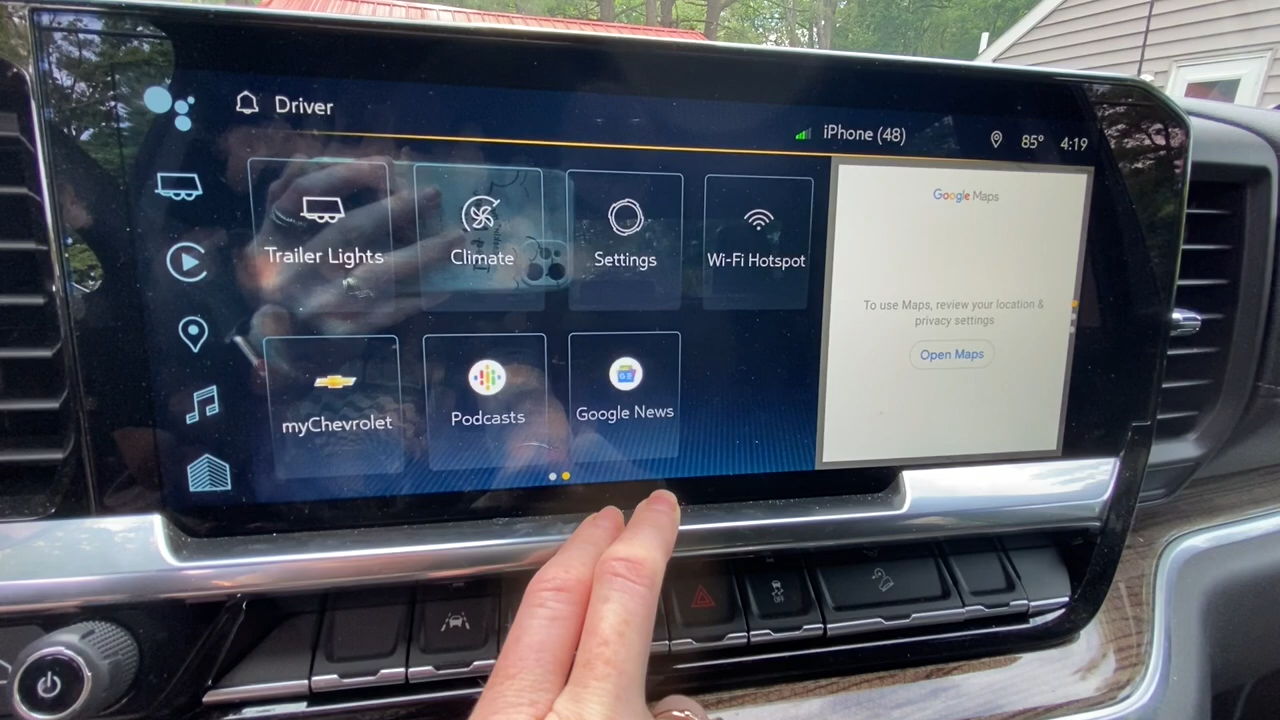 Driver
iPhone (48)
85° 4:19
Trailer Lights
Climate
Settings
Wi-Fi Hotspot
Google Maps
To use Maps, review your location &
privacy settings
Open Maps
myChevrolet
Podcasts
Google News
OFF